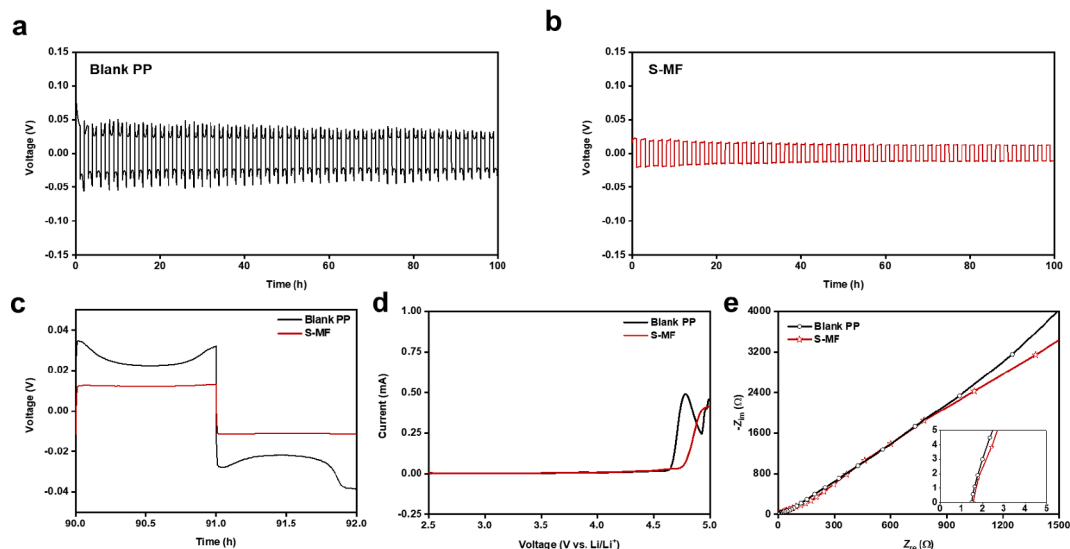 a
Blank PP
0.15
0.10
0.05
0.00
-0.05
-0.10
-0.15
Voltage (V)
0 20 40 60 80 100
Time (h)
b
S-MF
0.15
0.10
0.05
0.00
-0.05
-0.10
-0.15
Voltage (V)
0 20 40 60 80 100
Time (h)
c
Blank PP
S-MF
0.04
0.02
0.00
-0.02
-0.04
Voltage (V)
90.0 90.5 91.0 91.5 92.0
Time (h)
d
Blank PP
S-MF
1.00
0.75
0.50
0.25
0.00
-0.25
Current (mA)
2.5 3.0 3.5 4.0 4.5 5.0
Voltage (V vs. Li/Li⁺)
e
Blank PP
S-MF
4000
3200
2400
1600
800
0
-Zim (Ω)
5
4
3
2
1
0
0 1 2 3 4 5
0 300 600 900 1200 1500
Zre (Ω)